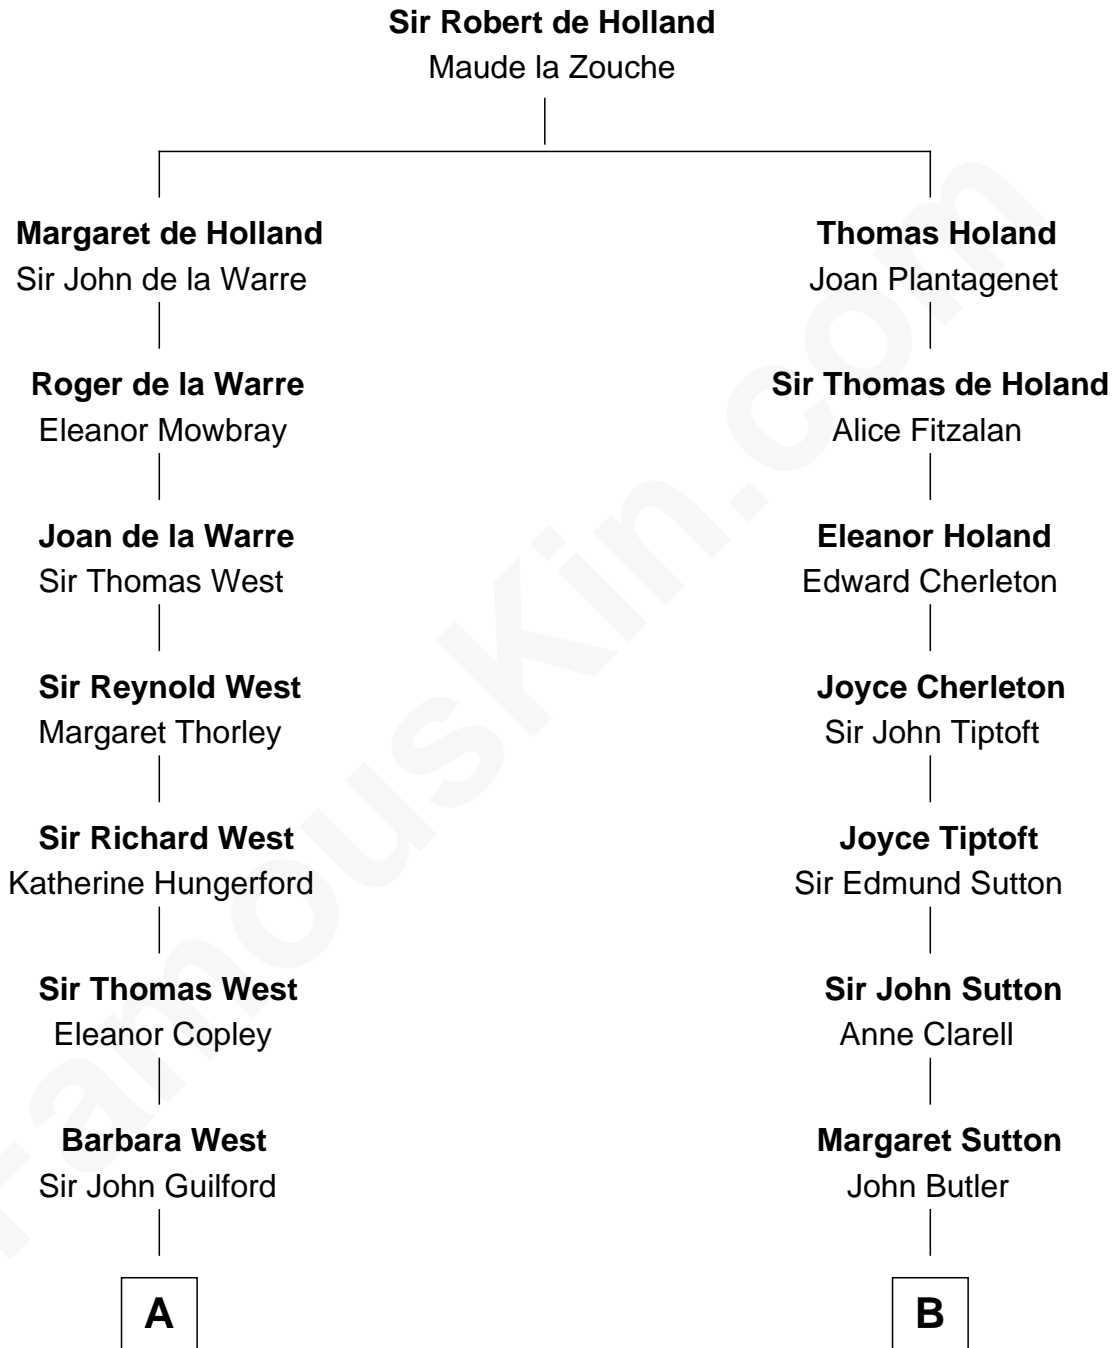 Sir Robert de Holland
Maude la Zouche
Margaret de Holland
Sir John de la Warre
Roger de la Warre
Eleanor Mowbray
Joan de la Warre
Sir Thomas West
Sir Reynold West
Margaret Thorley
Sir Richard West
Katherine Hungerford
Sir Thomas West
Eleanor Copley
Barbara West
Sir John Guilford
A
Thomas Holand
Joan Plantagenet
Sir Thomas de Holand
Alice Fitzalan
Eleanor Holand
Edward Cherleton
Joyce Cherleton
Sir John Tiptoft
Joyce Tiptoft
Sir Edmund Sutton
Sir John Sutton
Anne Clarell
Margaret Sutton
John Butler
B
FamousKin.com